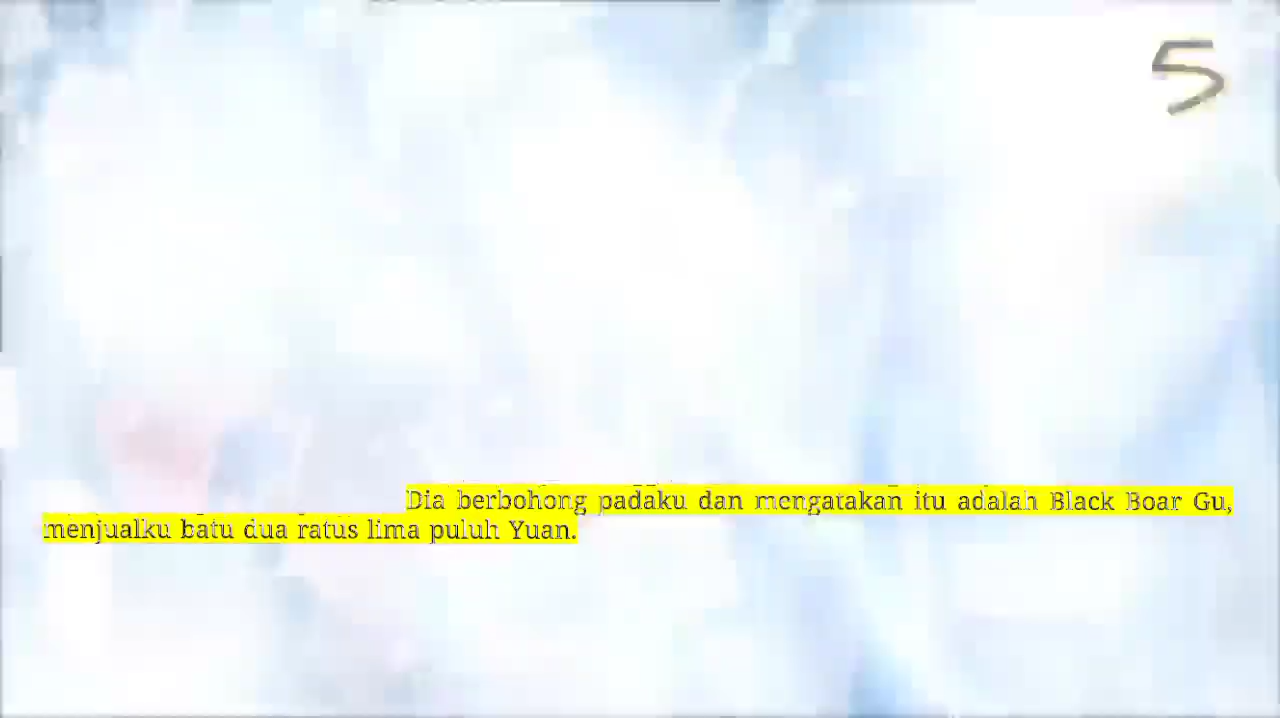 5
Dia berbohong padaku dan mengatakan itu adalah Black Boar Gu,
menjualku batu dua ratus lima puluh Yuan.